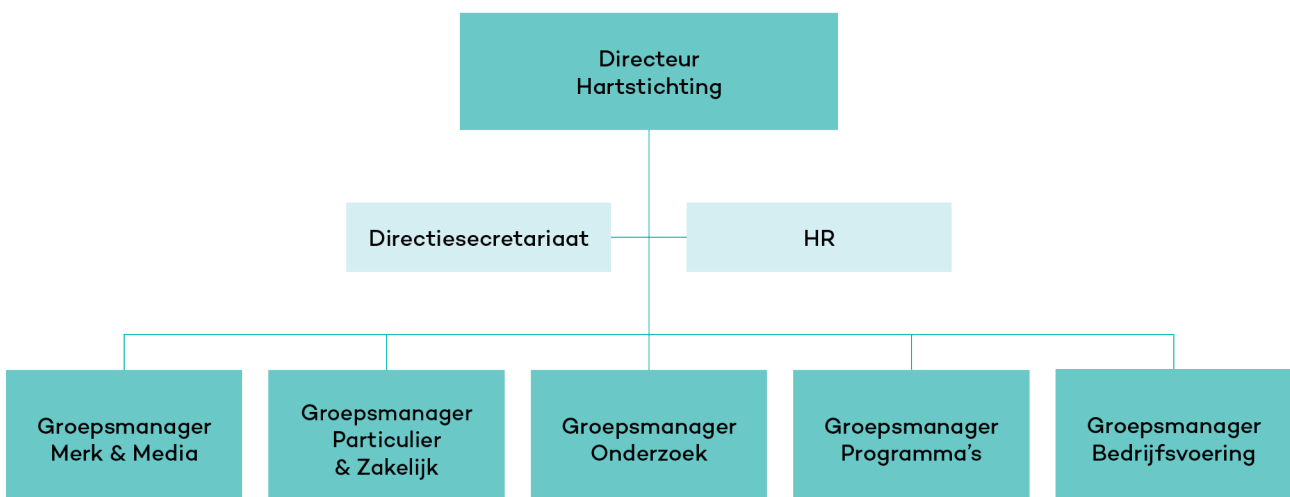 Directeur
Hartstichting
Directiesecretariaat
HR
Groepsmanager
Merk & Media
Groepsmanager
Particulier
& Zakelijk
Groepsmanager
Onderzoek
Groepsmanager
Programma’s
Groepsmanager
Bedrijfsvoering